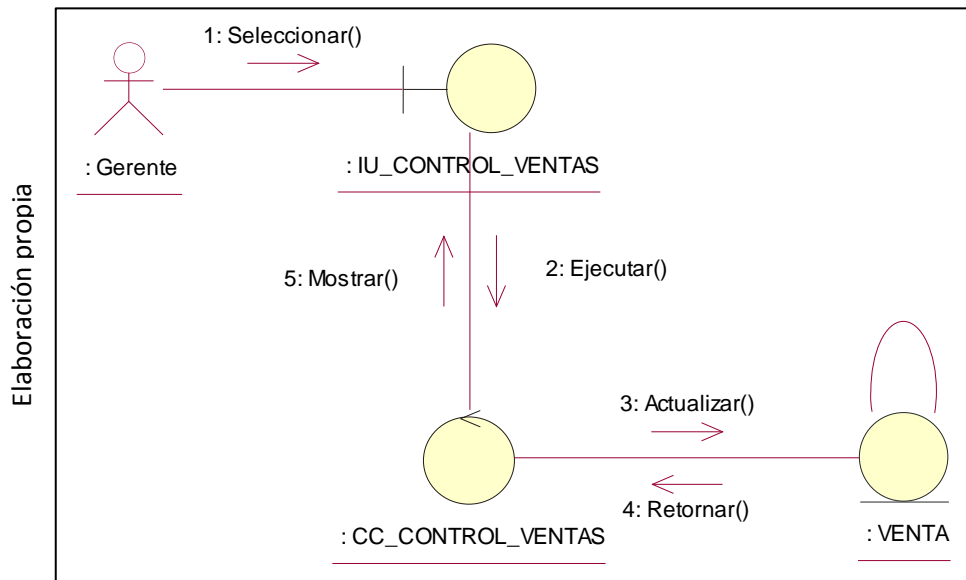 1: Seleccionar()
: Gerente
: IU_CONTROL_VENTAS
5: Mostrar()
2: Ejecutar()
3: Actualizar()
4: Retornar()
: CC_CONTROL_VENTAS
: VENTA
Elaboración propia